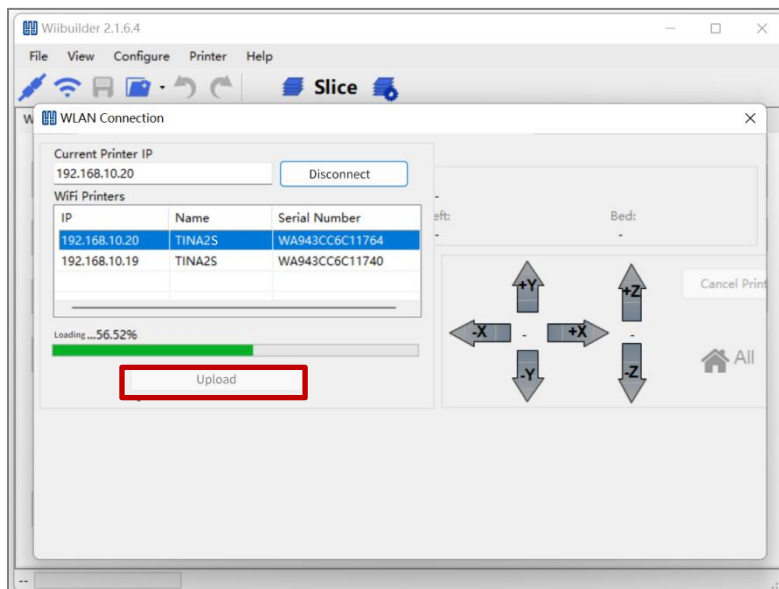 Wiibuilder 2.1.6.4
File View Configure Printer Help
Slice
W
WLAN Connection
Current Printer IP
192.168.10.20 Disconnect
WiFi Printers
IP Name Serial Number
192.168.10.20 TINA2S WA943CC6C11764
192.168.10.19 TINA2S WA943CC6C11740
Loading ...56.52%
Upload
-
eft: Bed:
- -
+Y +Z
Cancel Print
-X - +X -
-Y -Z
All
--